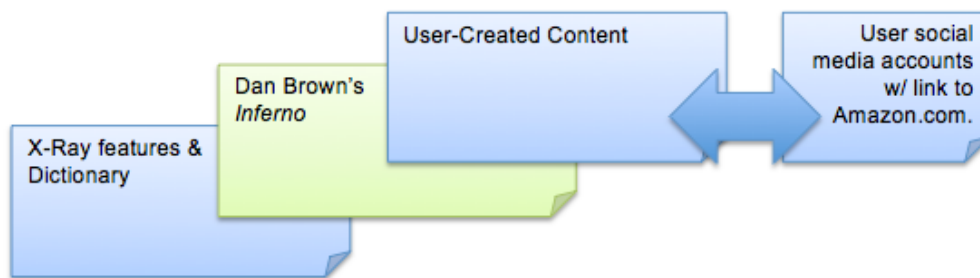 X-Ray features &
Dictionary
Dan Brown's
Inferno
User-Created Content
User social
media accounts
w/ link to
Amazon.com.